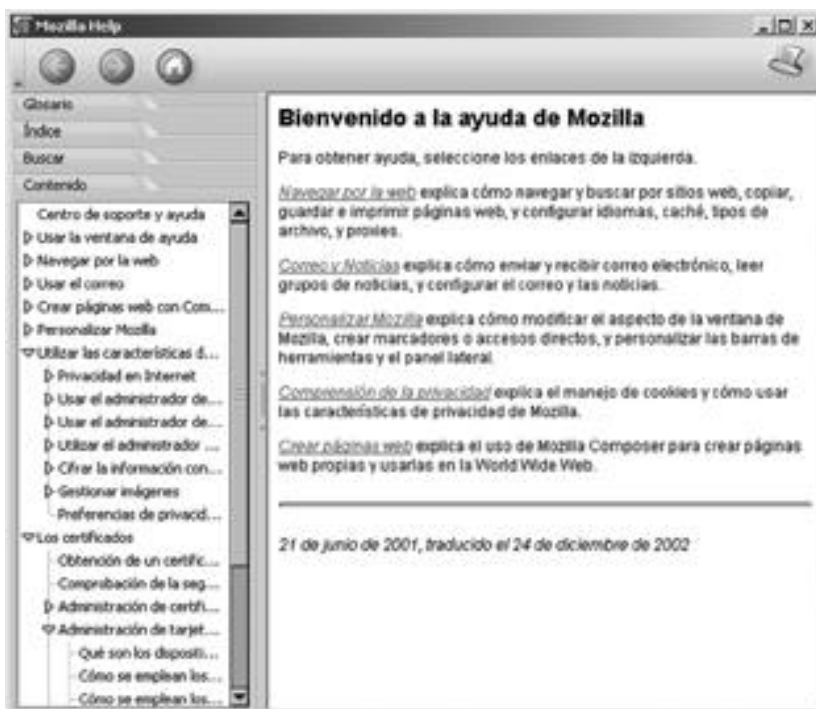 Mozilla Help
Glosario
Índice
Buscar
Contenido
Centro de soporte y ayuda
Usar la ventana de ayuda
Navegar por la web
Usar el correo
Crear páginas web con Com...
Personalizar Mozilla
Utilizar las características d...
Privacidad en Internet
Usar el administrador de...
Usar el administrador de...
Utilizar el administrador ...
Cifrar la información con...
Gestionar imágenes
Preferencias de privacid...
Los certificados
Obtención de un certific...
Comprobación de la seg...
Administración de certifi...
Administración de tarjet...
Qué son los dispositi...
Cómo se emplean los...
Cómo se emplean los...
Bienvenido a la ayuda de Mozilla
Para obtener ayuda, seleccione los enlaces de la izquierda.
Navegar por la web explica cómo navegar y buscar por sitios web, copiar,
guardar e imprimir páginas web, y configurar idiomas, caché, tipos de
archivo, y proxies.
Correo y Noticias explica cómo enviar y recibir correo electrónico, leer
grupos de noticias, y configurar el correo y las noticias.
Personalizar Mozilla explica cómo modificar el aspecto de la ventana de
Mozilla, crear marcadores o accesos directos, y personalizar las barras de
herramientas y el panel lateral.
Comprensión de la privacidad explica el manejo de cookies y cómo usar
las características de privacidad de Mozilla.
Crear páginas web explica el uso de Mozilla Composer para crear páginas
web propias y usarlas en la World Wide Web.
21 de junio de 2001, traducido el 24 de diciembre de 2002